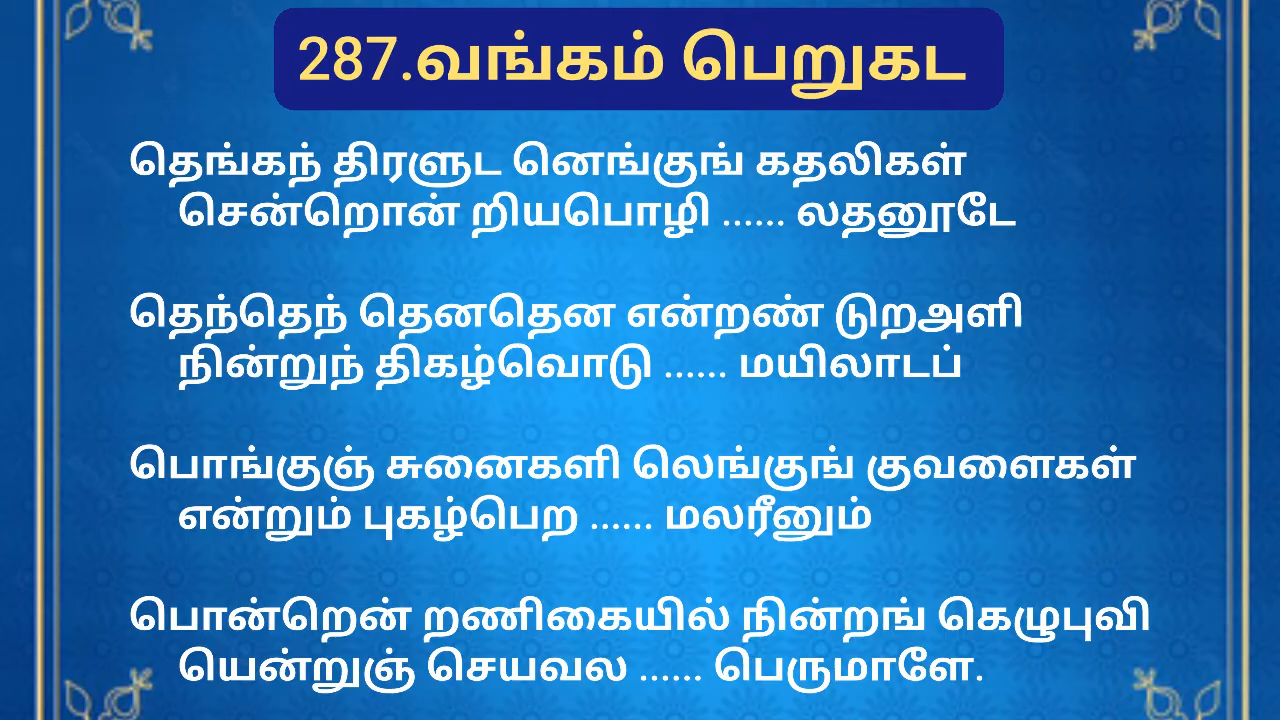 287.வங்கம் பெறுகட
தெங்கந் திரளுட னெங்குங் கதலிகள்
சென்றொன் றியபொழி ...... லதனூடே
தெந்தெந் தெனதென என்றண் டுறஅளி
நின்றுந் திகழ்வொடு ...... மயிலாடப்
பொங்குஞ் சுனைகளி லெங்குங் குவளைகள்
என்றும் புகழ்பெற ...... மலரீனும்
பொன்றென் றணிகையில் நின்றங் கெழுபுவி
யென்றுஞ் செயவல ...... பெருமாளே.